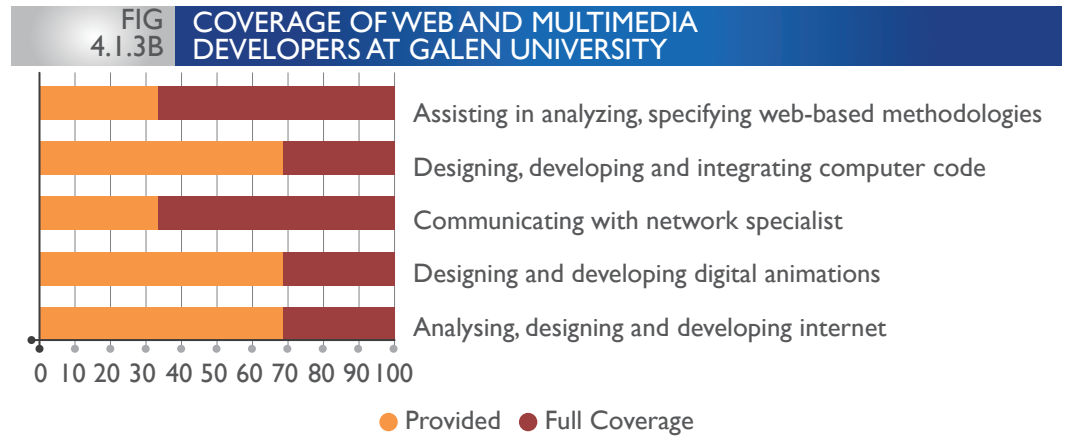 FIG
4.1.3B
COVERAGE OF WEB AND MULTIMEDIA
DEVELOPERS AT GALEN UNIVERSITY
Assisting in analyzing, specifying web-based methodologies
Designing, developing and integrating computer code
Communicating with network specialist
Designing and developing digital animations
Analysing, designing and developing internet
0 10 20 30 40 50 60 70 80 90 100
Provided Full Coverage